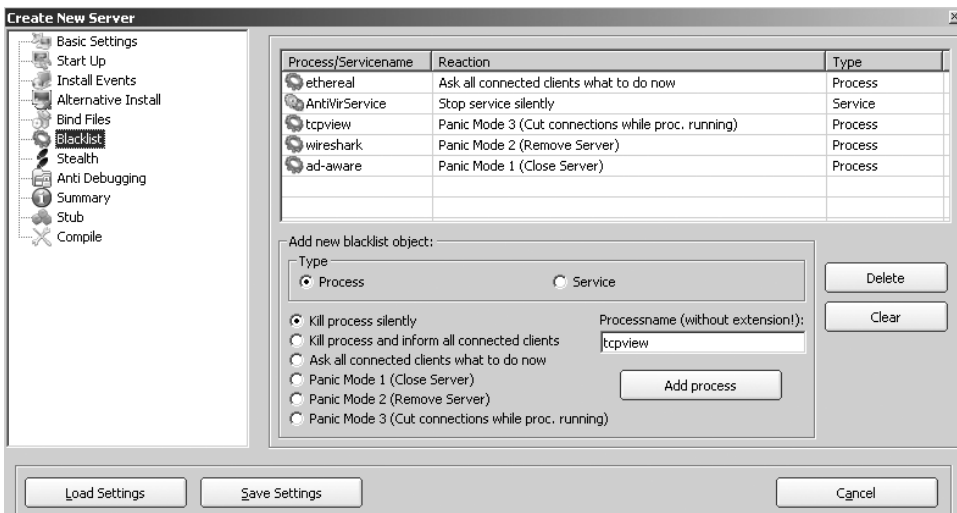 Create New Server
Basic Settings
Start Up
Install Events
Alternative Install
Bind Files
Blacklist
Stealth
Anti Debugging
Summary
Stub
Compile
Process/Servicename Reaction Type
ethereal Ask all connected clients what to do now Process
AntiVirService Stop service silently Service
tcpview Panic Mode 3 (Cut connections while proc. running) Process
wireshark Panic Mode 2 (Remove Server) Process
ad-aware Panic Mode 1 (Close Server) Process
Add new blacklist object:
Type
Process Service
Kill process silently
Kill process and inform all connected clients
Ask all connected clients what to do now
Panic Mode 1 (Close Server)
Panic Mode 2 (Remove Server)
Panic Mode 3 (Cut connections while proc. running)
Processname (without extension!):
tcpview
Add process
Delete
Clear
Load Settings Save Settings Cancel